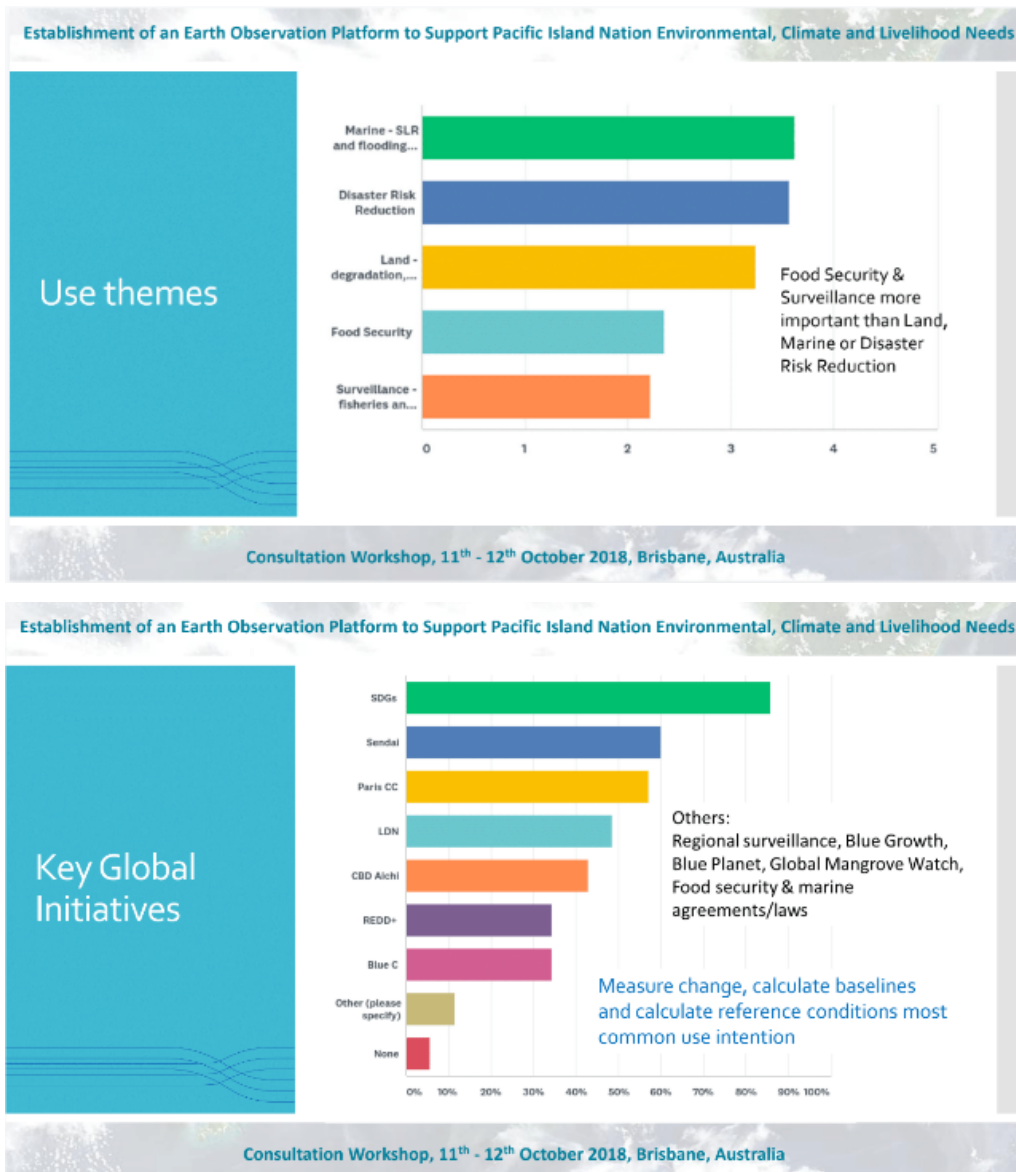 Establishment of an Earth Observation Platform to Support Pacific Island Nation Environmental, Climate and Livelihood Needs
Use themes
Marine - SLR
and flooding...
Disaster Risk
Reduction
Land -
degradation,...
Food Security
Surveillance -
fisheries an...
0 1 2 3 4 5
Food Security &
Surveillance more
important than Land,
Marine or Disaster
Risk Reduction
Consultation Workshop, 11th - 12th October 2018, Brisbane, Australia
Establishment of an Earth Observation Platform to Support Pacific Island Nation Environmental, Climate and Livelihood Needs
Key Global
Initiatives
SDGs
Sendai
Paris CC
LDN
CBD Aichi
REDD+
Blue C
Other (please
specify)
None
0% 10% 20% 30% 40% 50% 60% 70% 80% 90% 100%
Others:
Regional surveillance, Blue Growth,
Blue Planet, Global Mangrove Watch,
Food security & marine
agreements/laws
Measure change, calculate baselines
and calculate reference conditions most
common use intention
Consultation Workshop, 11th - 12th October 2018, Brisbane, Australia